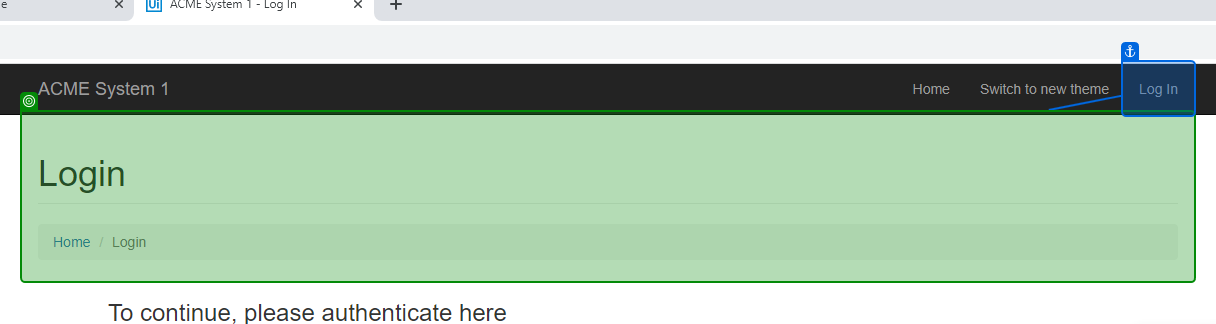 e
Ui ACME System 1 - Log In
ACME System 1 Home Switch to new theme Log In
Login
Home / Login
To continue, please authenticate here